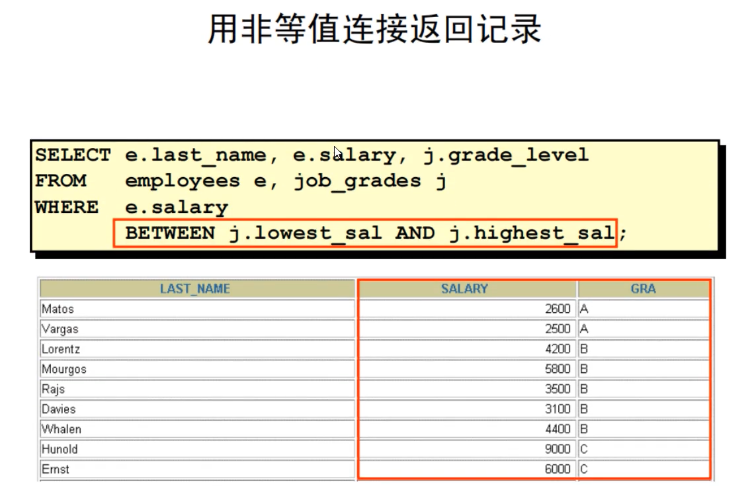 用非等值连接返回记录
SELECT e.last_name, e.salary, j.grade_level
FROM employees e, job_grades j
WHERE e.salary
BETWEEN j.lowest_sal AND j.highest_sal;
LAST_NAME SALARY GRA
Matos 2600 A
Vargas 2500 A
Lorentz 4200 B
Mourgos 5800 B
Rajs 3500 B
Davies 3100 B
Whalen 4400 B
Hunold 9000 C
Ernst 6000 C